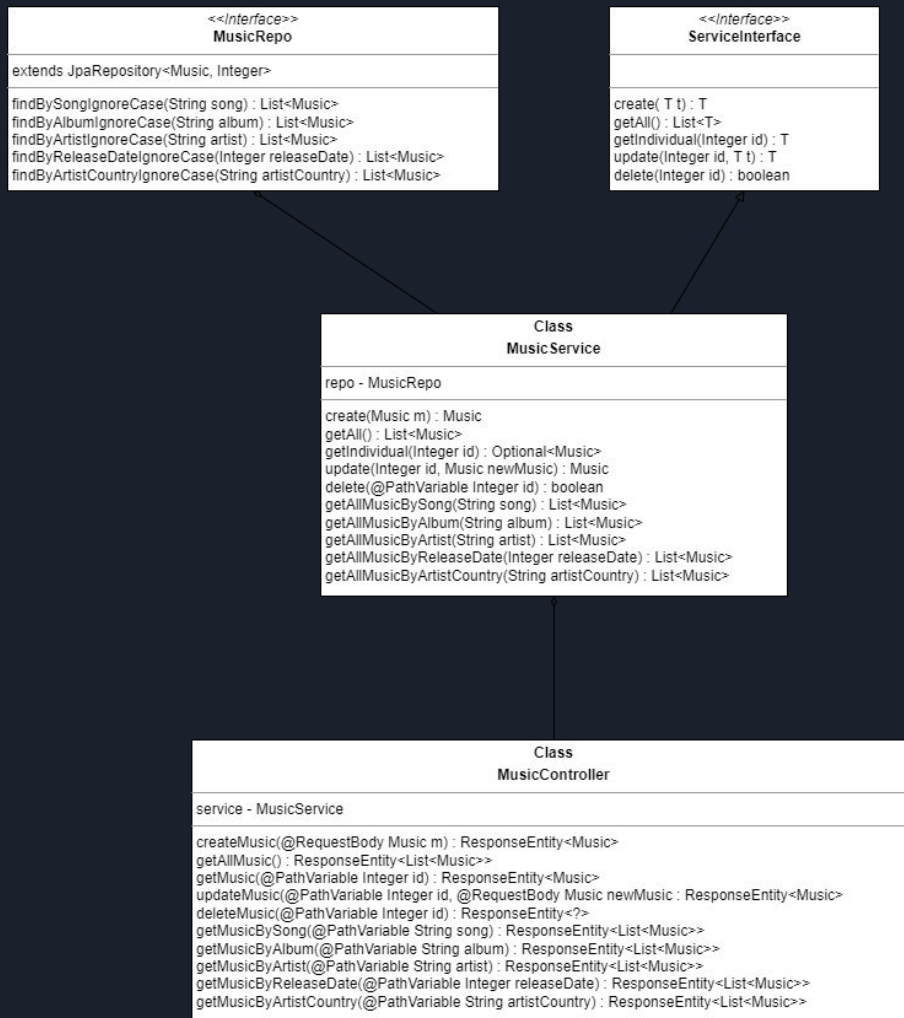 <<Interface>>
MusicRepo
extends JpaRepository<Music, Integer>
findBySongIgnoreCase(String song) : List<Music>
findByAlbumIgnoreCase(String album) : List<Music>
findByArtistIgnoreCase(String artist) : List<Music>
findByReleaseDateIgnoreCase(Integer releaseDate) : List<Music>
findByArtistCountryIgnoreCase(String artistCountry) : List<Music>
<<Interface>>
ServiceInterface
create( T t) : T
getAll() : List<T>
getIndividual(Integer id) : T
update(Integer id, T t) : T
delete(Integer id) : boolean
Class
MusicService
repo - MusicRepo
create(Music m) : Music
getAll() : List<Music>
getIndividual(Integer id) : Optional<Music>
update(Integer id, Music newMusic) : Music
delete(@PathVariable Integer id) : boolean
getAllMusicBySong(String song) : List<Music>
getAllMusicByAlbum(String album) : List<Music>
getAllMusicByArtist(String artist) : List<Music>
getAllMusicByReleaseDate(Integer releaseDate) : List<Music>
getAllMusicByArtistCountry(String artistCountry) : List<Music>
Class
MusicController
service - MusicService
createMusic(@RequestBody Music m) : ResponseEntity<Music>
getAllMusic() : ResponseEntity<List<Music>>
getMusic(@PathVariable Integer id) : ResponseEntity<Music>
updateMusic(@PathVariable Integer id, @RequestBody Music newMusic : ResponseEntity<Music>
deleteMusic(@PathVariable Integer id) : ResponseEntity<?>
getMusicBySong(@PathVariable String song) : ResponseEntity<List<Music>>
getMusicByAlbum(@PathVariable String album) : ResponseEntity<List<Music>>
getMusicByArtist(@PathVariable String artist) : ResponseEntity<List<Music>>
getMusicByReleaseDate(@PathVariable Integer releaseDate) : ResponseEntity<List<Music>>
getMusicByArtistCountry(@PathVariable String artistCountry) : ResponseEntity<List<Music>>